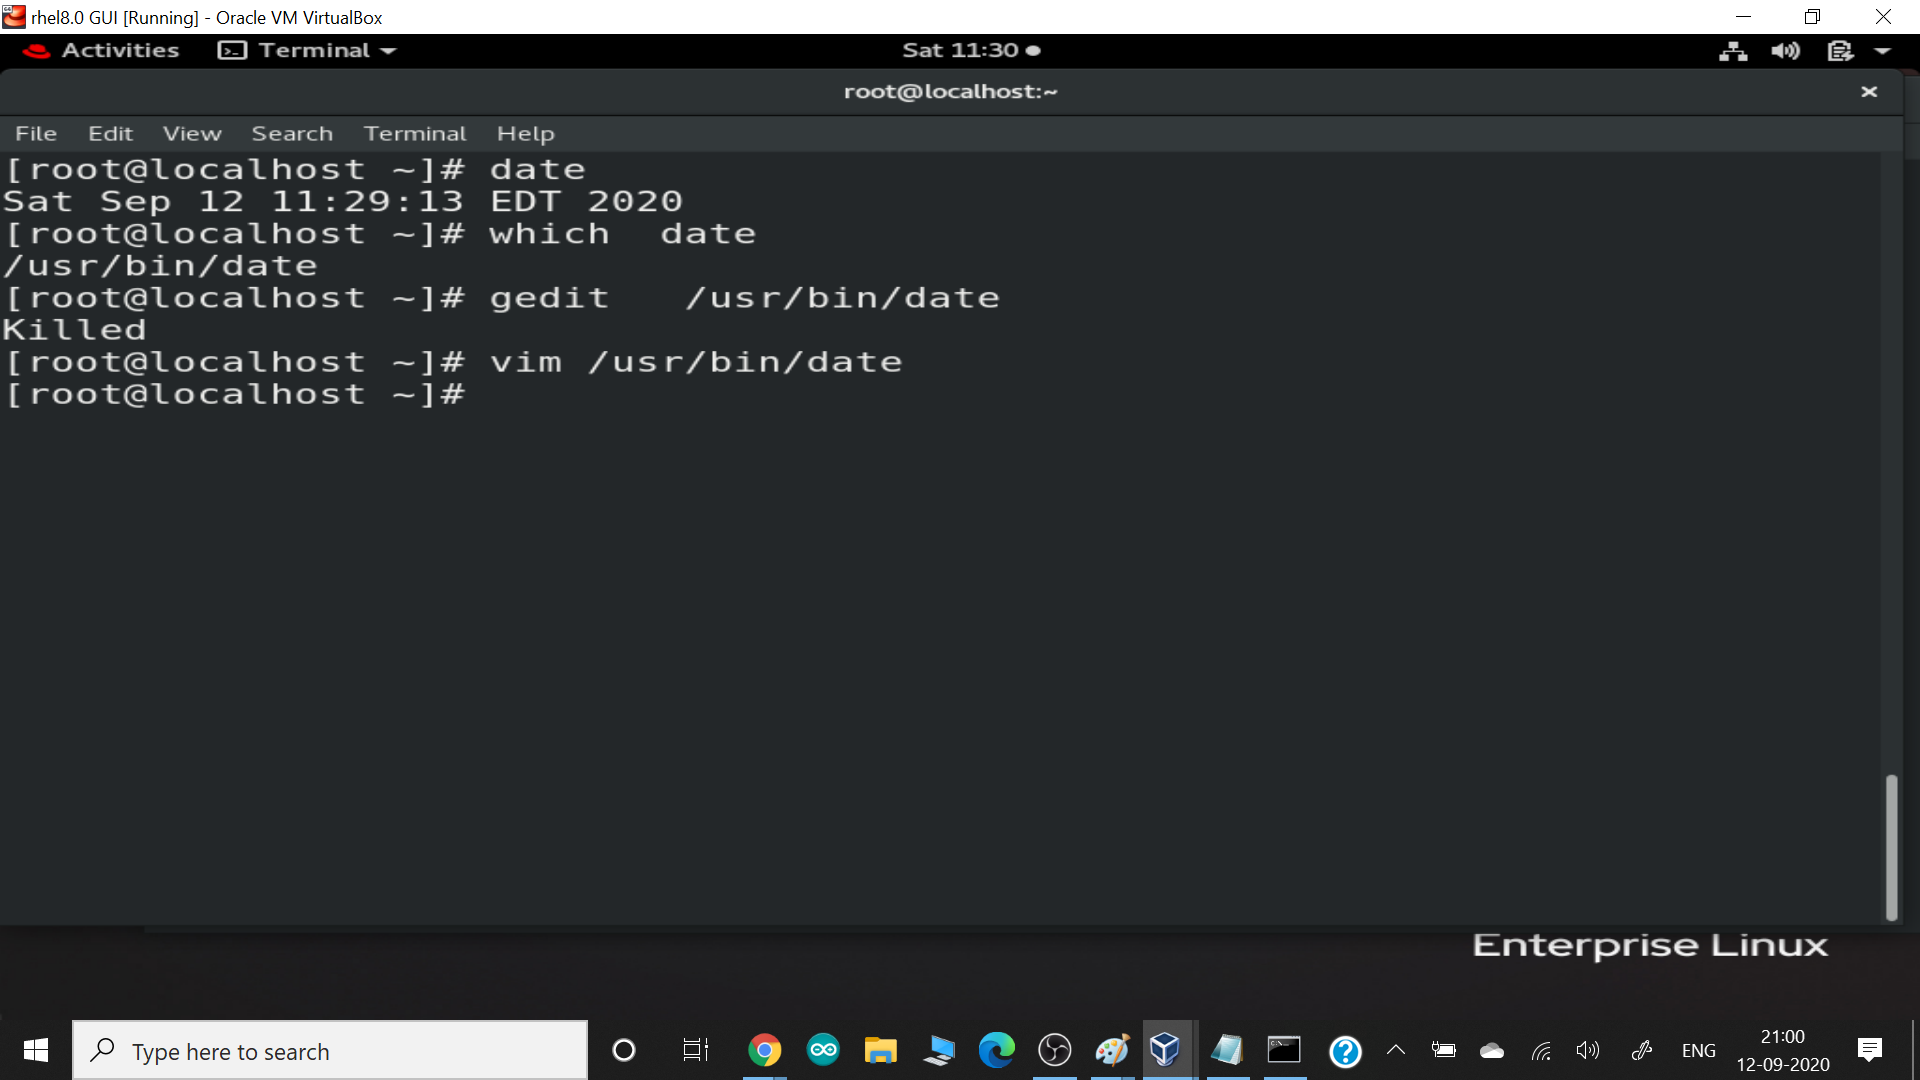 rhel8.0 GUI [Running] - Oracle VM VirtualBox
Activities Terminal Sat 11:30
root@localhost:~
File Edit View Search Terminal Help
[root@localhost ~]# date
Sat Sep 12 11:29:13 EDT 2020
[root@localhost ~]# which  date
/usr/bin/date
[root@localhost ~]# gedit   /usr/bin/date
Killed
[root@localhost ~]# vim /usr/bin/date
[root@localhost ~]#
Enterprise Linux
Type here to search
ENG
21:00
12-09-2020